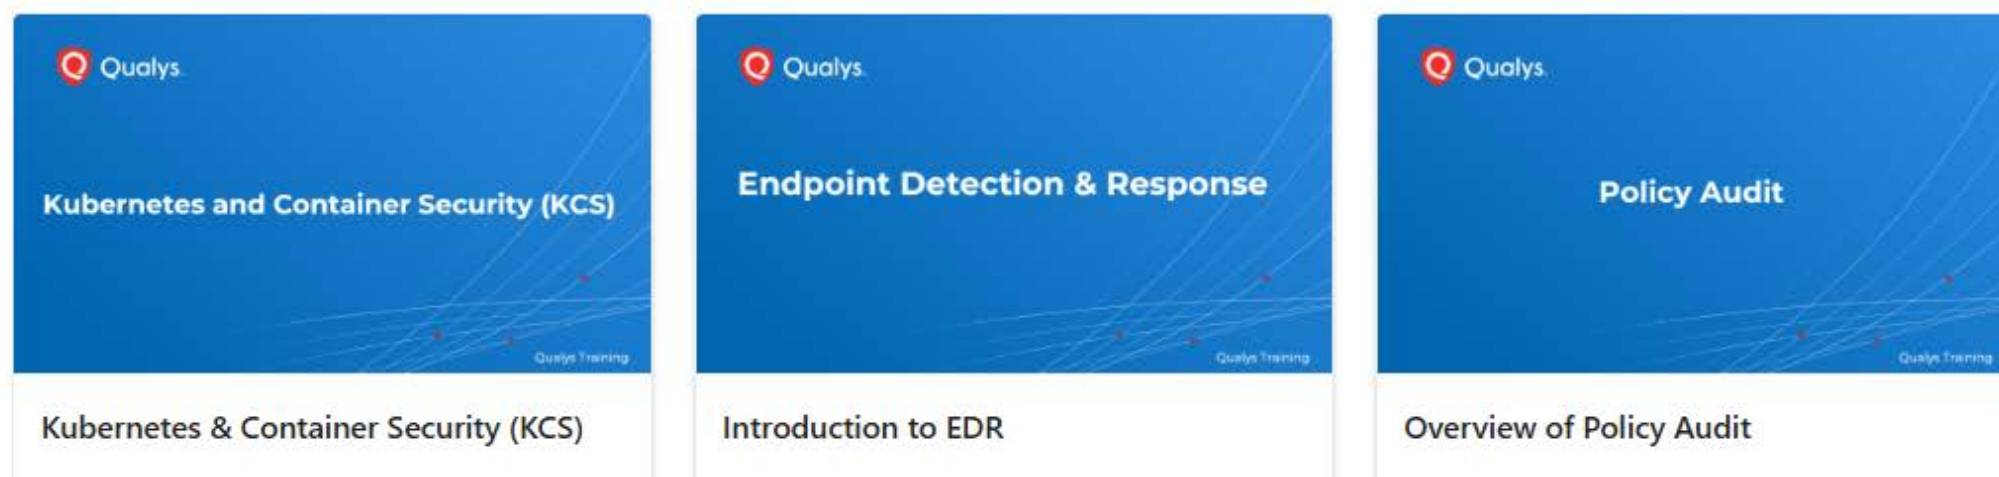 Qualys.
Kubernetes and Container Security (KCS)
Qualys Training
Kubernetes & Container Security (KCS)
Qualys.
Endpoint Detection & Response
Qualys Training
Introduction to EDR
Qualys.
Policy Audit
Qualys Training
Overview of Policy Audit